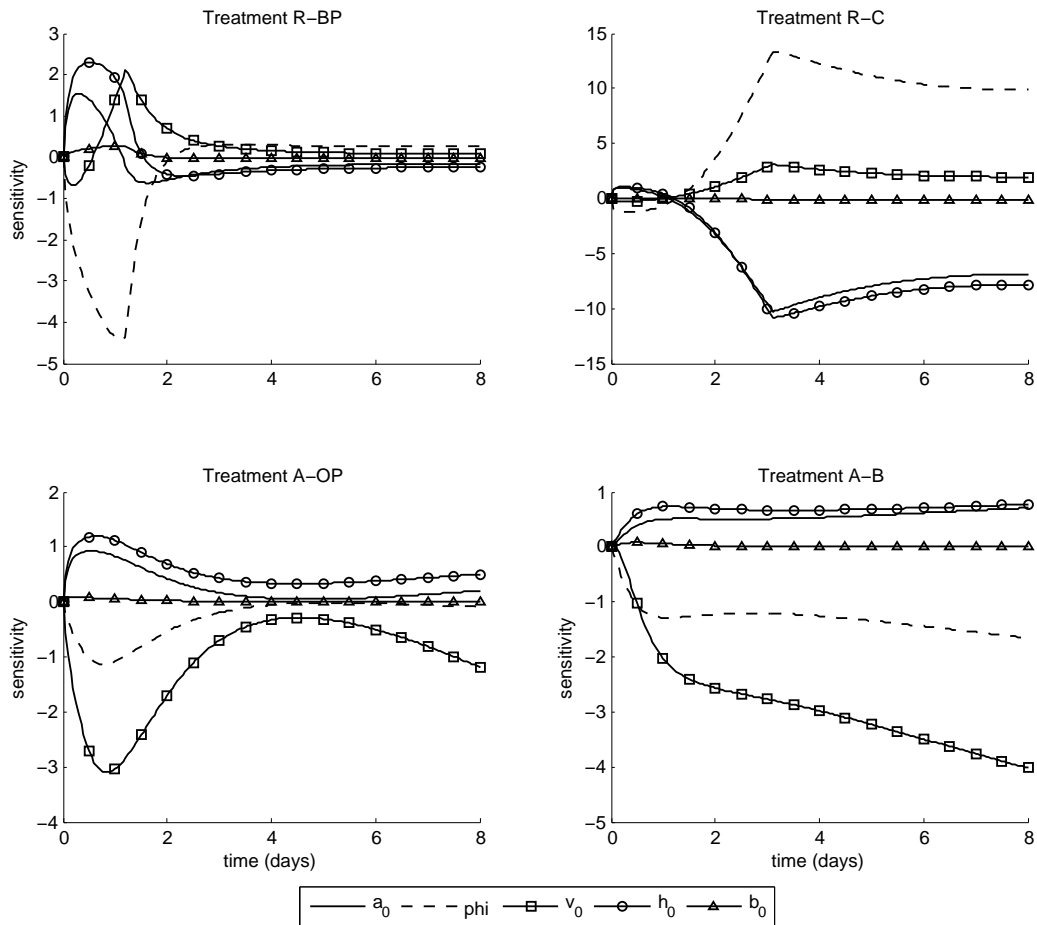 Treatment R−BP
3
2
1
0
−1
−2
−3
−4
−5
0 2 4 6 8
sensitivity
Treatment R−C
15
10
5
0
−5
−10
−15
0 2 4 6 8
Treatment A−OP
2
1
0
−1
−2
−3
−4
0 2 4 6 8
sensitivity
time (days)
Treatment A−B
1
0
−1
−2
−3
−4
−5
0 2 4 6 8
sensitivity
time (days)
a0 phi v0 h0 b0